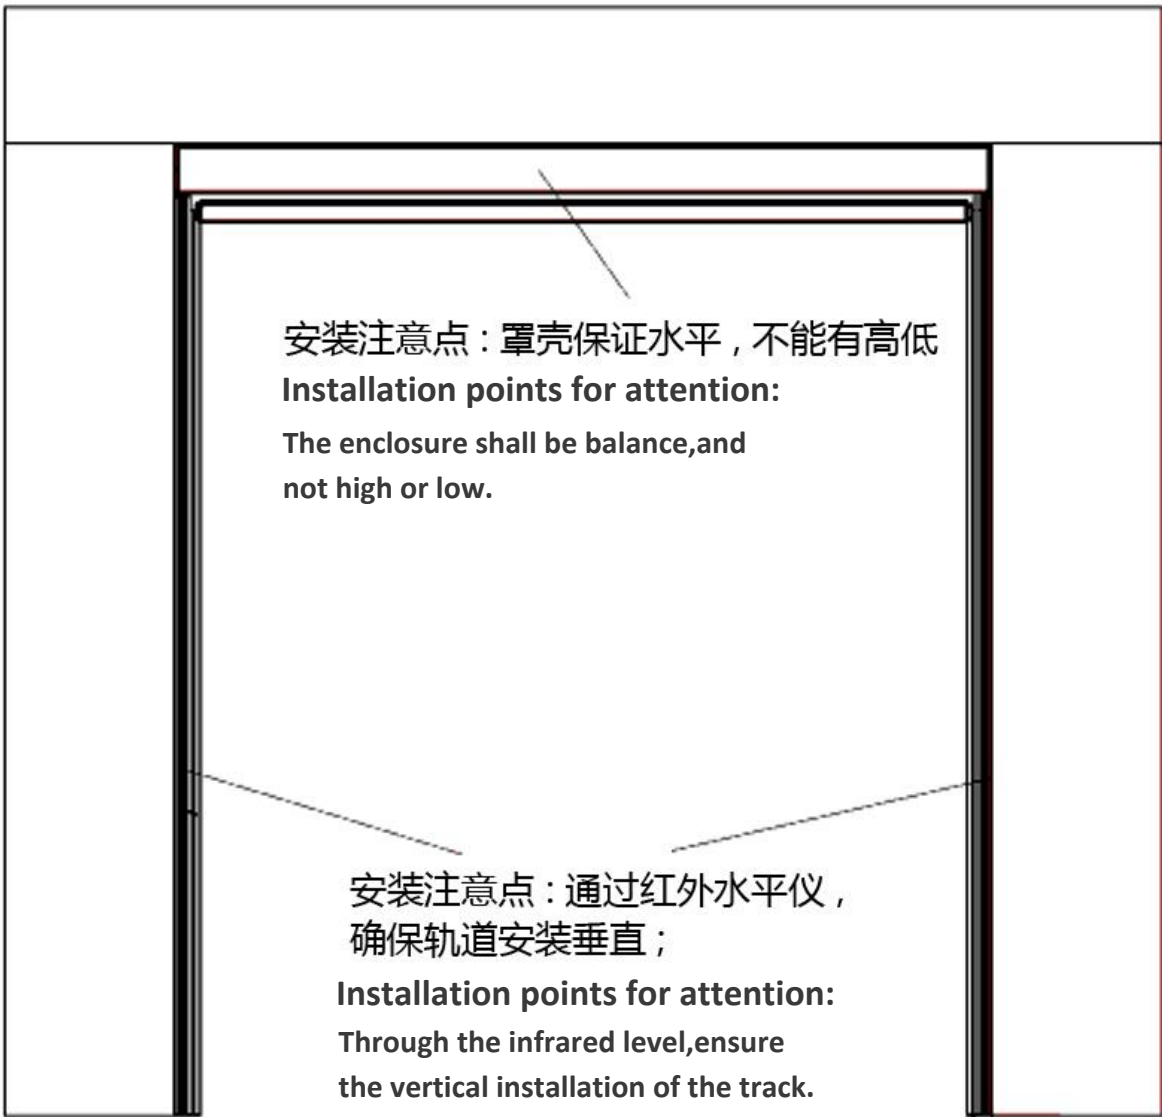 安装注意点：罩壳保证水平，不能有高低
Installation points for attention:
The enclosure shall be balance,and
not high or low.
安装注意点：通过红外水平仪，
确保轨道安装垂直；
Installation points for attention:
Through the infrared level,ensure
the vertical installation of the track.